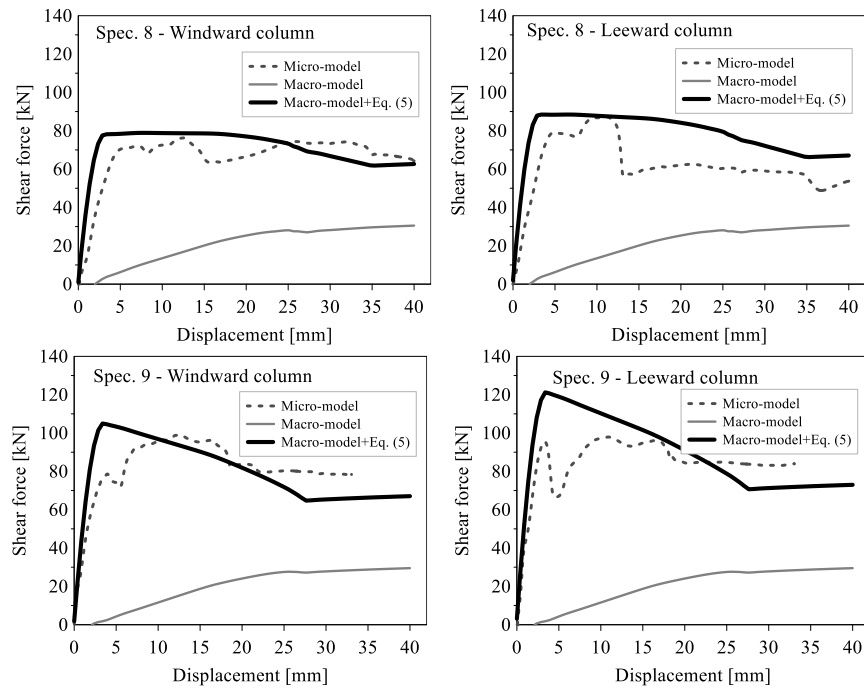 Spec. 8 - Windward column
Micro-model
Macro-model
Macro-model+Eq. (5)
Shear force [kN]
140
120
100
80
60
40
20
0
0 5 10 15 20 25 30 35 40
Displacement [mm]
Spec. 8 - Leeward column
Micro-model
Macro-model
Macro-model+Eq. (5)
Shear force [kN]
140
120
100
80
60
40
20
0
0 5 10 15 20 25 30 35 40
Displacement [mm]
Spec. 9 - Windward column
Micro-model
Macro-model
Macro-model+Eq. (5)
Shear force [kN]
140
120
100
80
60
40
20
0
0 5 10 15 20 25 30 35 40
Displacement [mm]
Spec. 9 - Leeward column
Micro-model
Macro-model
Macro-model+Eq. (5)
Shear force [kN]
140
120
100
80
60
40
20
0
0 5 10 15 20 25 30 35 40
Displacement [mm]